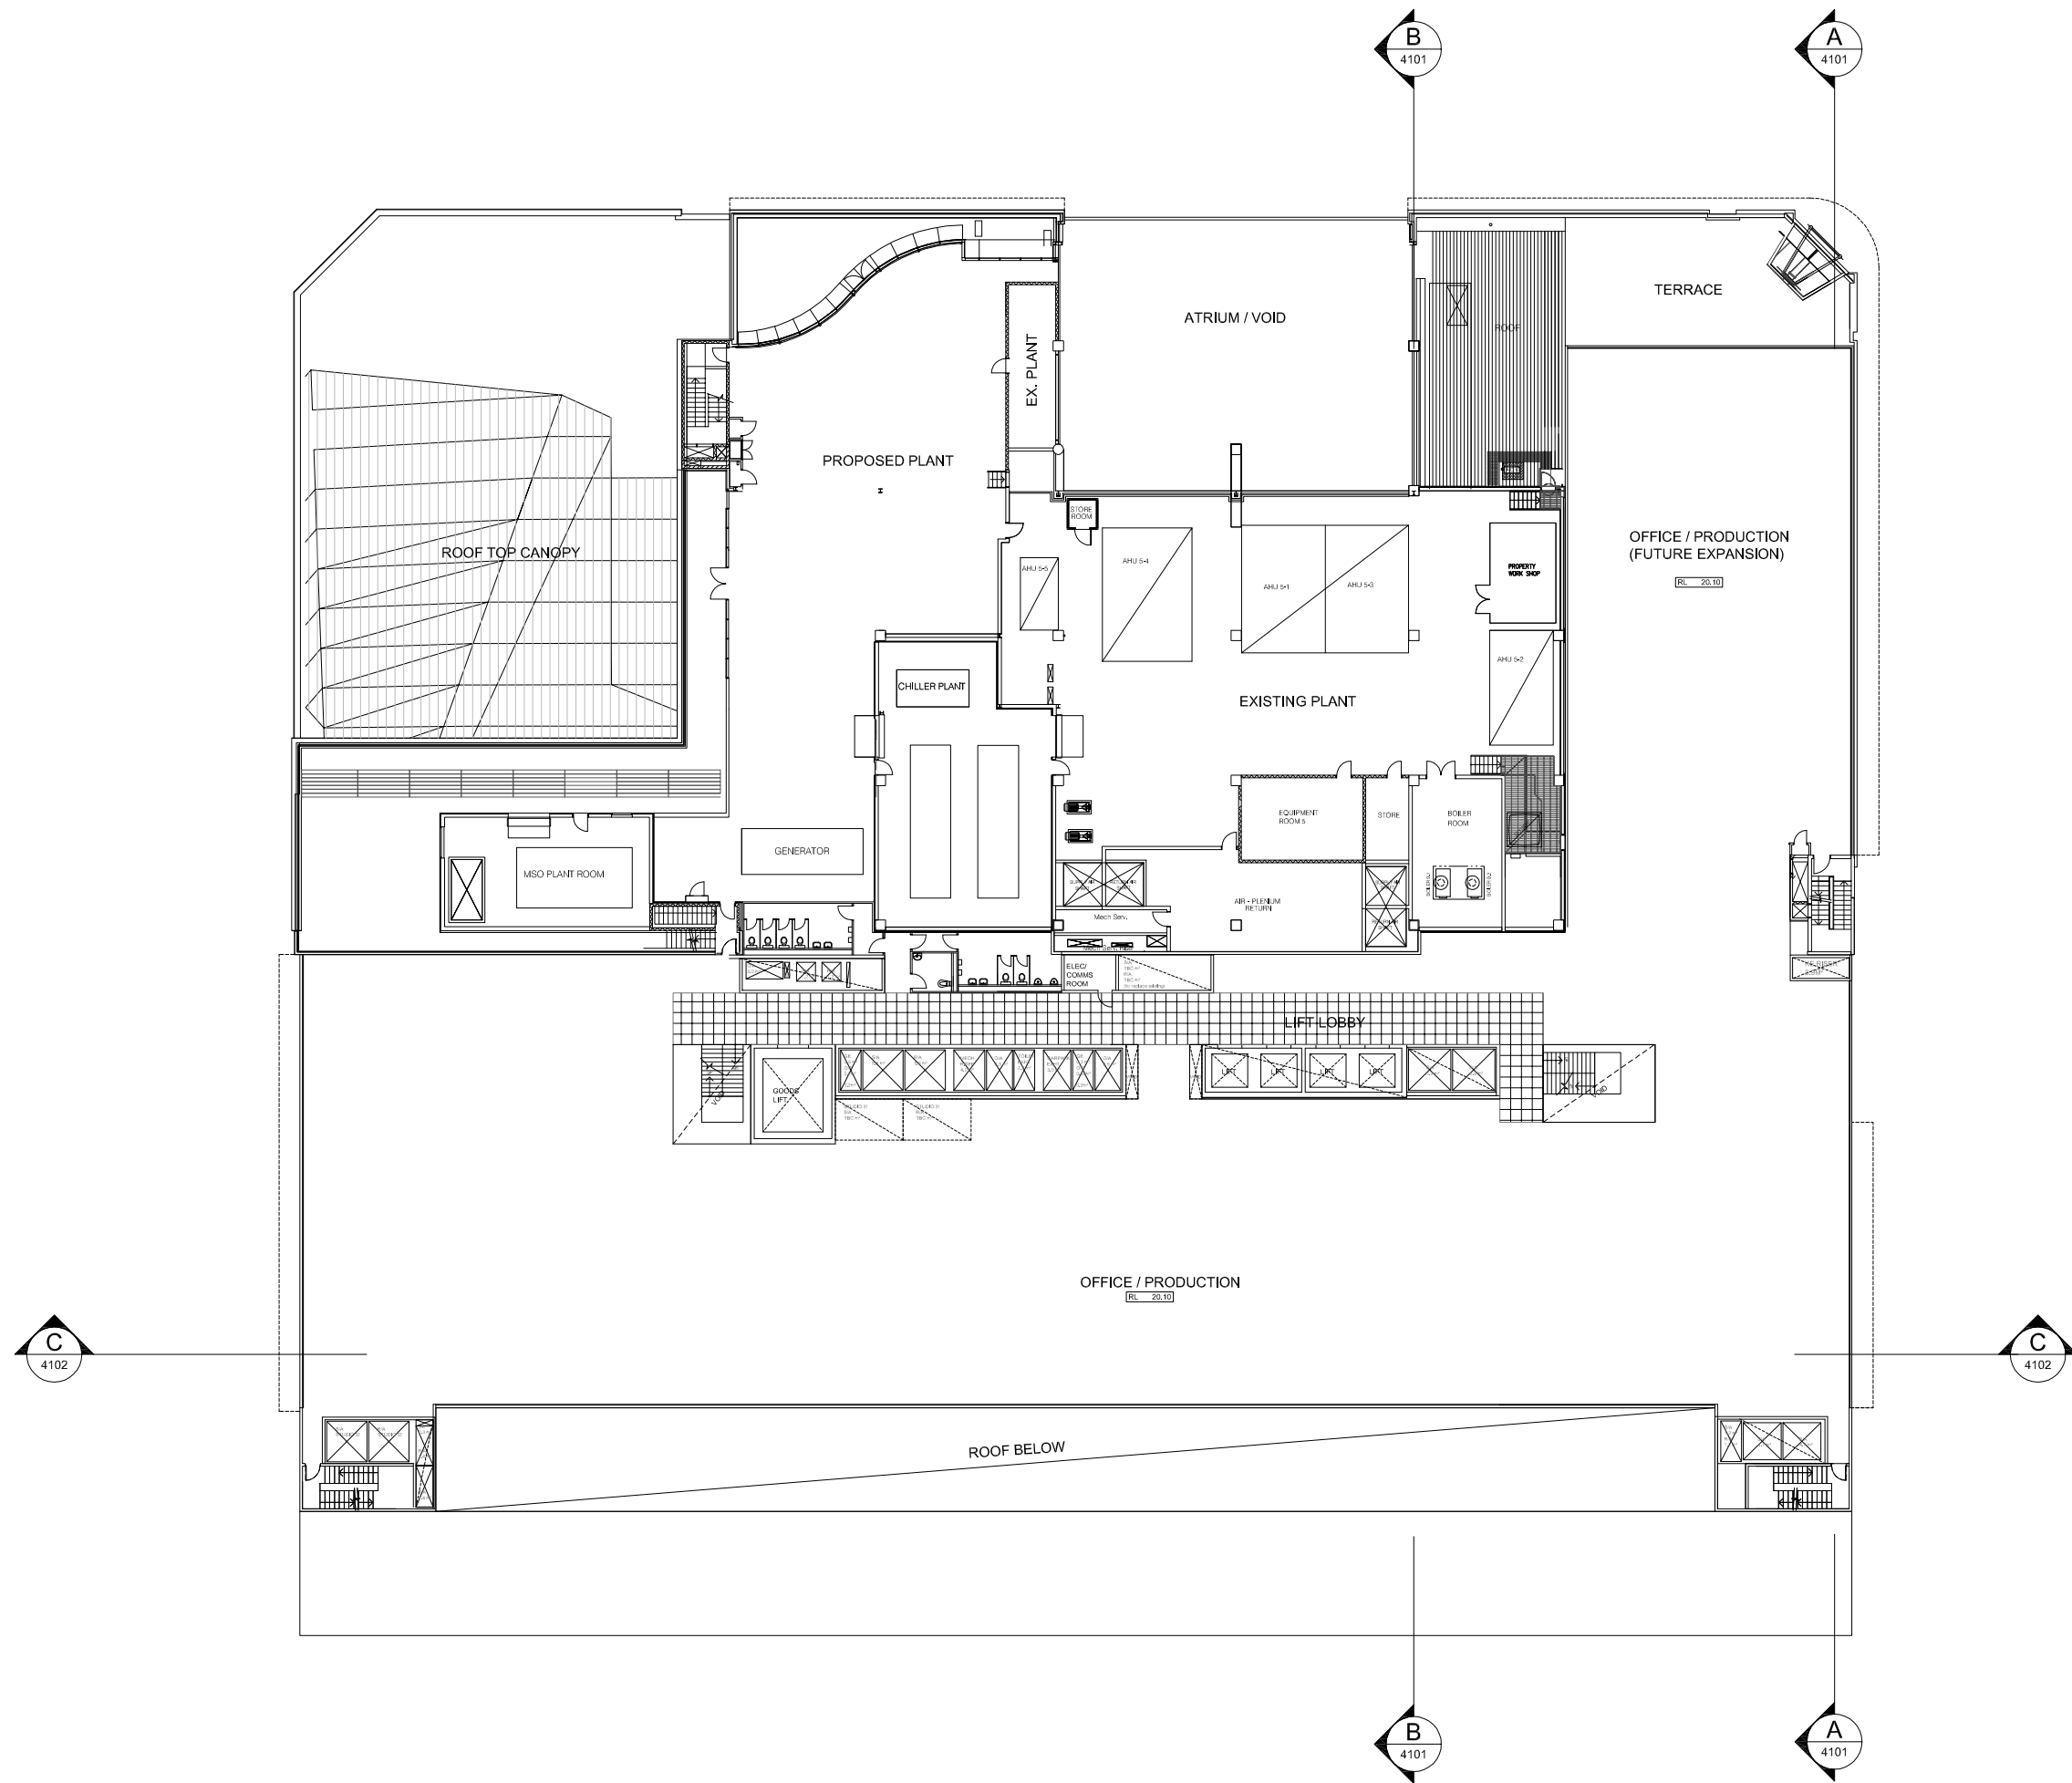 B
4101
A
4101
TERRACE
ATRIUM / VOID
ROOF
EX. PLANT
PROPOSED PLANT
STORE
ROOM
OFFICE / PRODUCTION
(FUTURE EXPANSION)
RL 20.10
ROOF TOP CANOPY
AHU 5-5
AHU 5-4
AHU 5-1
AHU 5-3
PROPERTY
WORK SHOP
AHU 5-2
CHILLER PLANT
EXISTING PLANT
EQUIPMENT
ROOM 5
STORE
BOILER
ROOM
GENERATOR
MSO PLANT ROOM
AIR - PLENIUM
RETURN
Mech Serv.
ELEC/
COMMS
ROOM
LIFT LOBBY
GOODS
LIFT
LIFT
LIFT
LIFT
LIFT
VOID
VOID
OFFICE / PRODUCTION
RL 20.10
C
4102
C
4102
ROOF BELOW
B
4101
A
4101